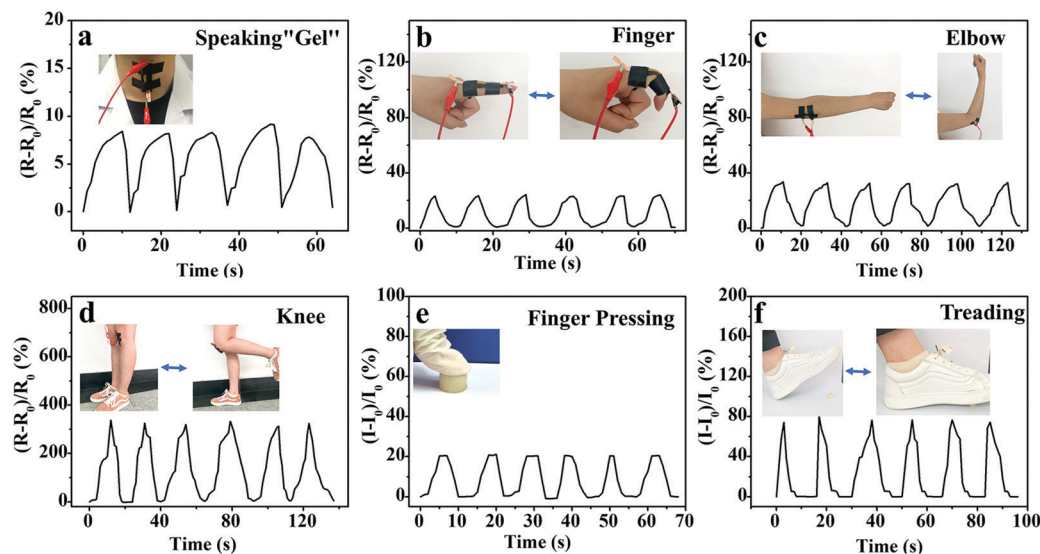 a
Speaking"Gel"
(R-R₀)/R₀ (%)
20
15
10
5
0
0 20 40 60
Time (s)
b
Finger
(R-R₀)/R₀ (%)
120
80
40
0
0 20 40 60
Time (s)
c
Elbow
(R-R₀)/R₀ (%)
120
80
40
0
0 20 40 60 80 100 120
Time (s)
d
Knee
(R-R₀)/R₀ (%)
800
600
300
0
0 40 80 120
Time (s)
e
Finger Pressing
(I-I₀)/I₀ (%)
100
80
60
40
20
0
0 10 20 30 40 50 60 70
Time (s)
f
Treading
(I-I₀)/I₀ (%)
200
160
120
80
40
0
0 20 40 60 80 100
Time (s)